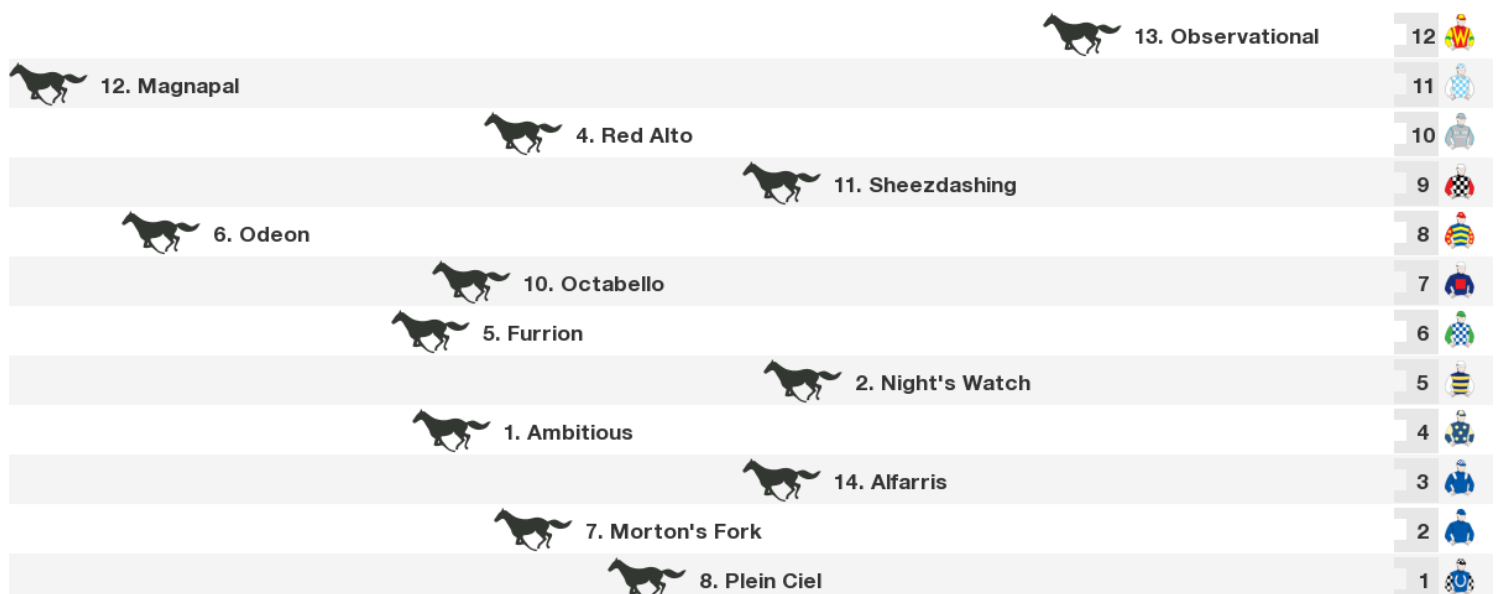 13. Observational 12
12. Magnapal 11
4. Red Alto 10
11. Sheezdashing 9
6. Odeon 8
10. Octabello 7
5. Furrion 6
2. Night's Watch 5
1. Ambitious 4
14. Alfarris 3
7. Morton's Fork 2
8. Plein Ciel 1